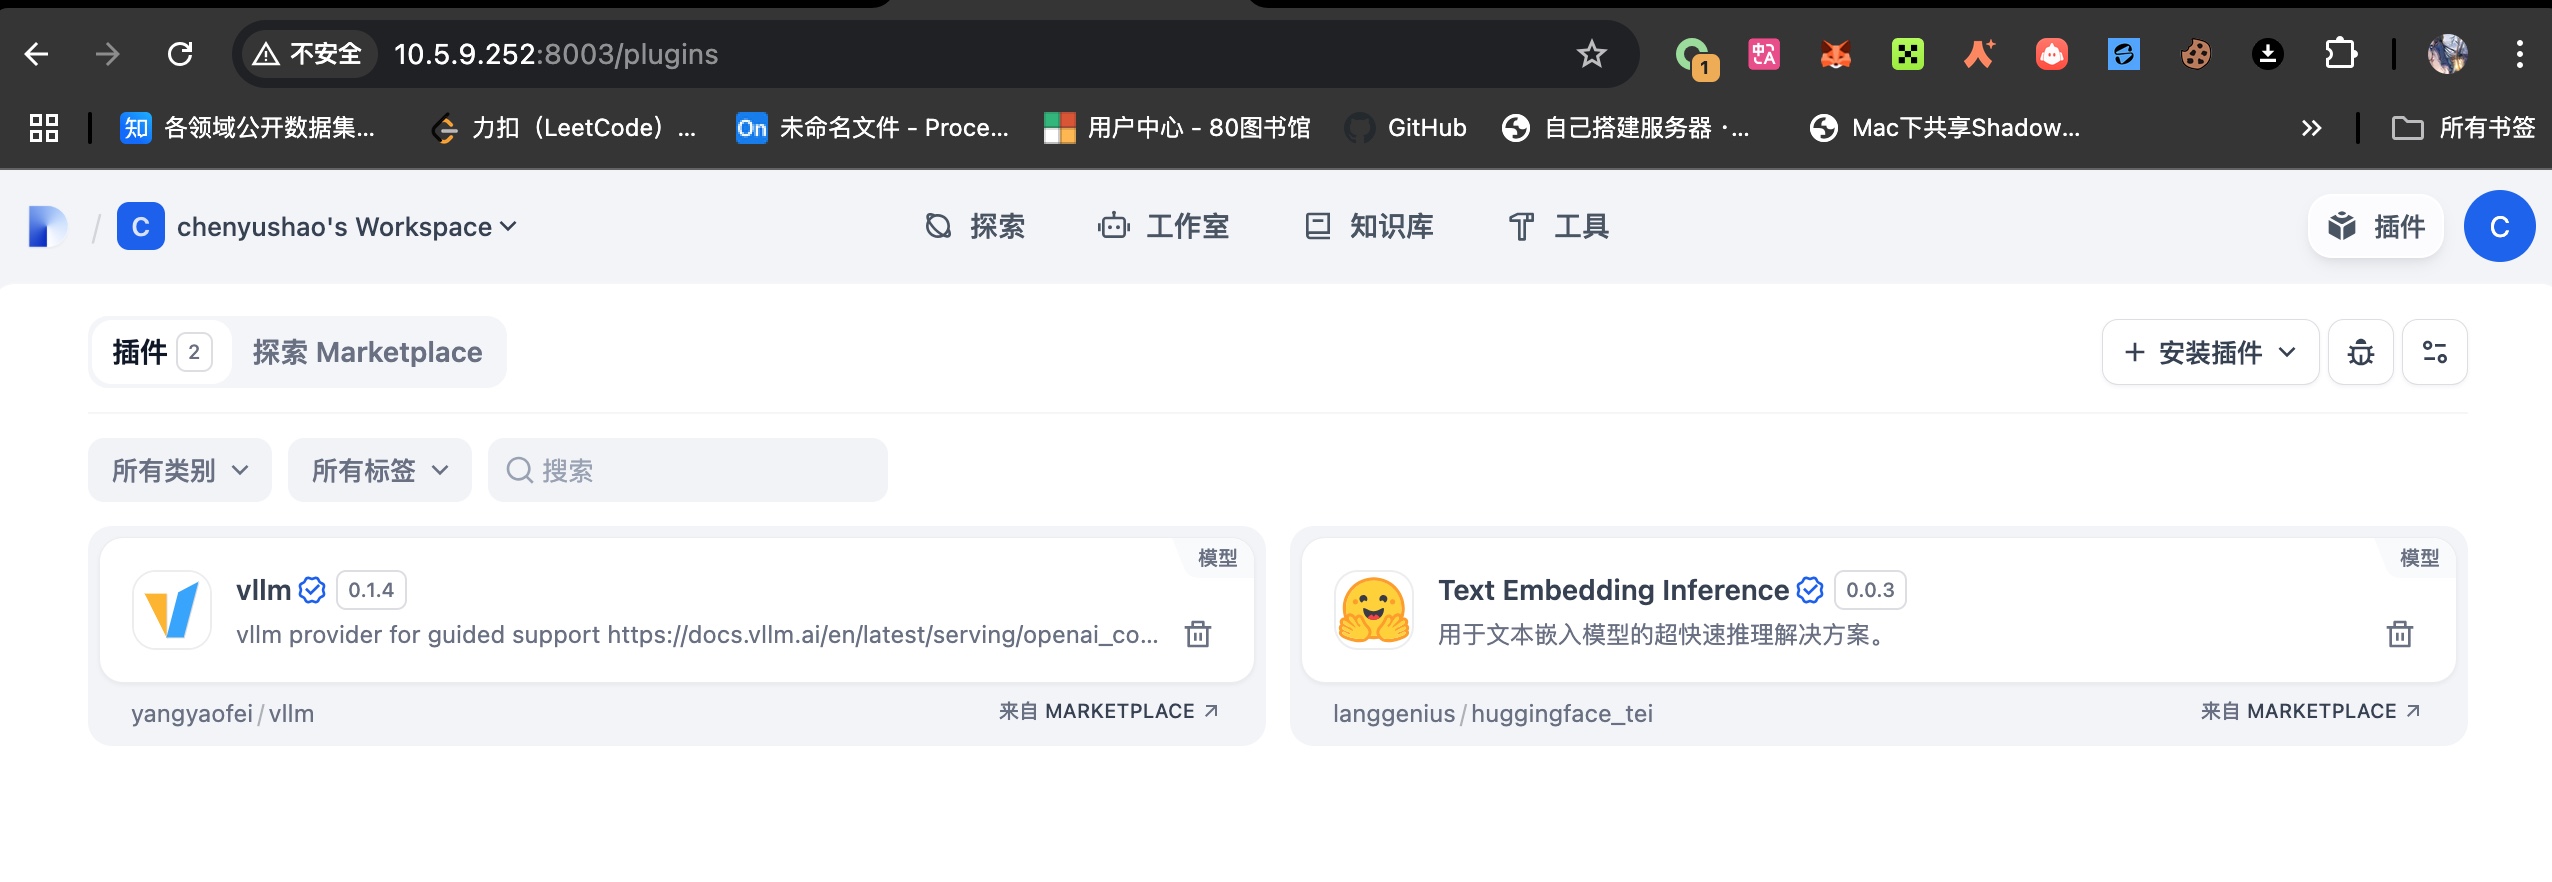 不安全 10.5.9.252:8003/plugins
1
中A
知 各领域公开数据集...
力扣（LeetCode）...
On 未命名文件 - Proce...
用户中心 - 80图书馆
GitHub
自己搭建服务器 ·...
Mac下共享Shadow...
所有书签
/ C chenyushao's Workspace
探索
工作室
知识库
工具
插件
C
插件 2
探索 Marketplace
+ 安装插件
所有类别
所有标签
搜索
模型
vllm 0.1.4
vllm provider for guided support https://docs.vllm.ai/en/latest/serving/openai_co...
yangyaofei / vllm
来自 MARKETPLACE
模型
Text Embedding Inference 0.0.3
用于文本嵌入模型的超快速推理解决方案。
langgenius / huggingface_tei
来自 MARKETPLACE